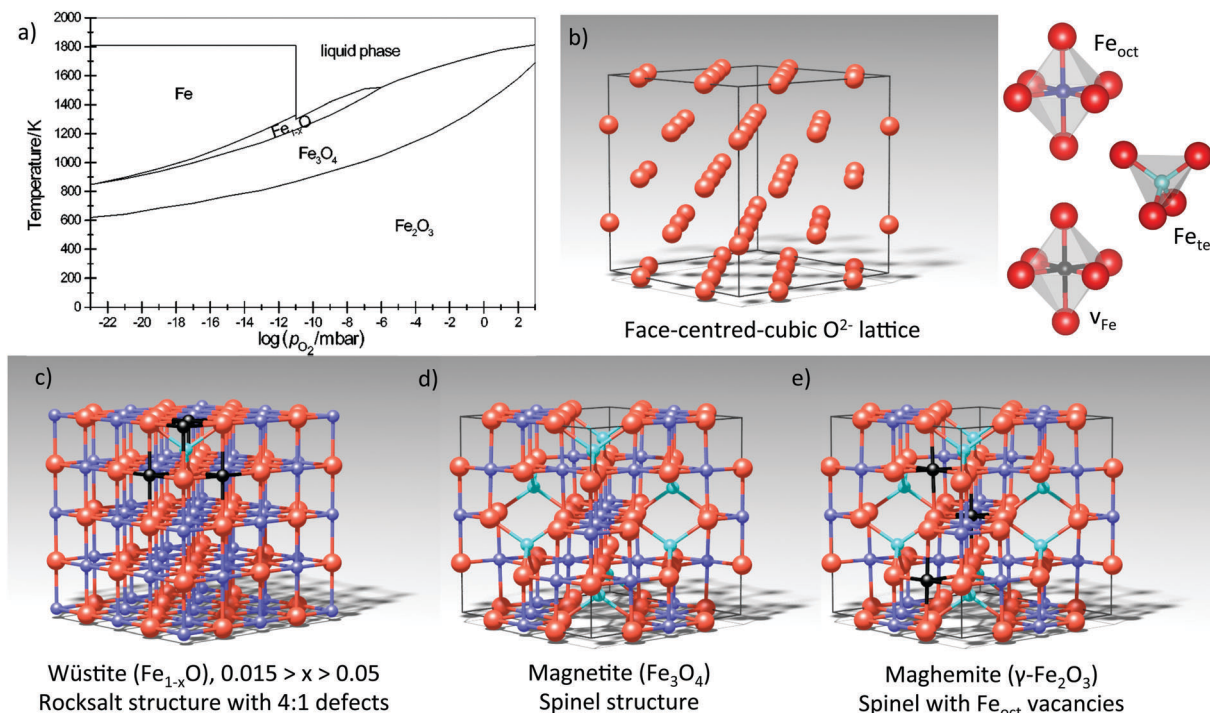 a)
Temperature/K
2000
1800
1600
1400
1200
1000
800
600
400
200
0
liquid phase
Fe
Fe1-xO
Fe3O4
Fe2O3
-22 -20 -18 -16 -14 -12 -10 -8 -6 -4 -2 0 2
log(pO2/mbar)
b)
Face-centred-cubic O2- lattice
Feoct
Fete
vFe
c)
Wüstite (Fe1-xO), 0.015 > x > 0.05
Rocksalt structure with 4:1 defects
d)
Magnetite (Fe3O4)
Spinel structure
e)
Maghemite (γ-Fe2O3)
Spinel with Feoct vacancies